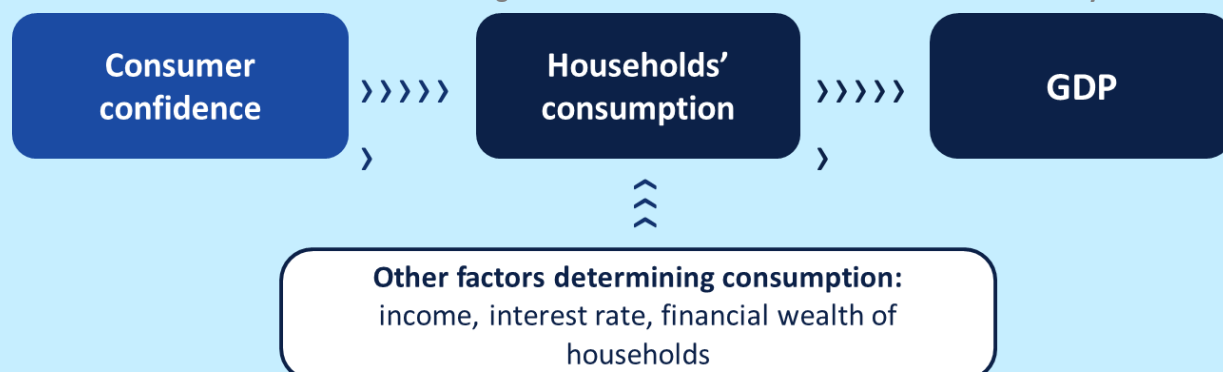 Consumer
confidence
›››››
›
Households’
consumption
›››››
›
GDP
Other factors determining consumption:
income, interest rate, financial wealth of
households